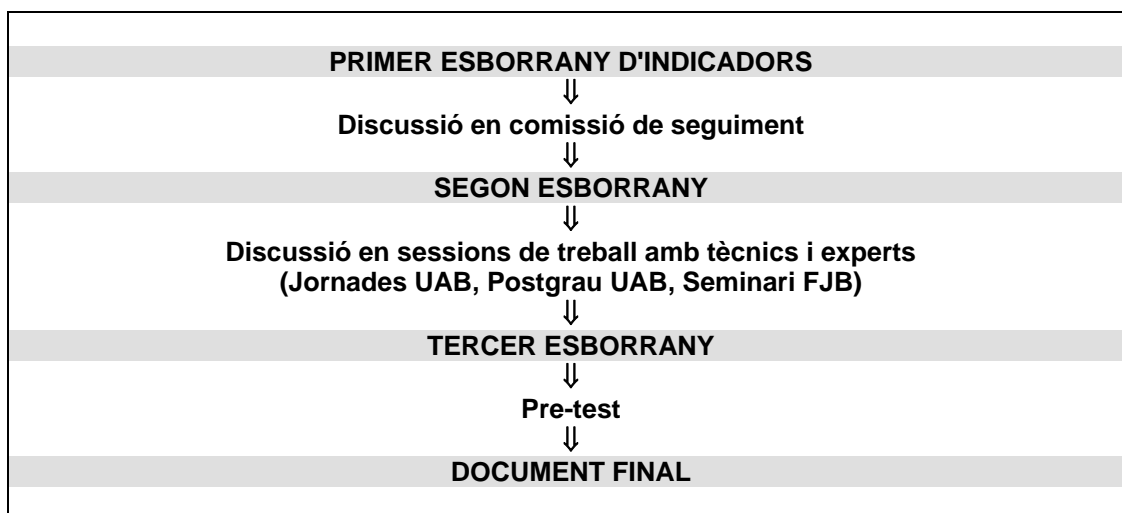 PRIMER ESBORRANY D'INDICADORS
⇓
Discussió en comissió de seguiment
⇓
SEGON ESBORRANY
⇓
Discussió en sessions de treball amb tècnics i experts
(Jornades UAB, Postgrau UAB, Seminari FJB)
⇓
TERCER ESBORRANY
⇓
Pre-test
⇓
DOCUMENT FINAL